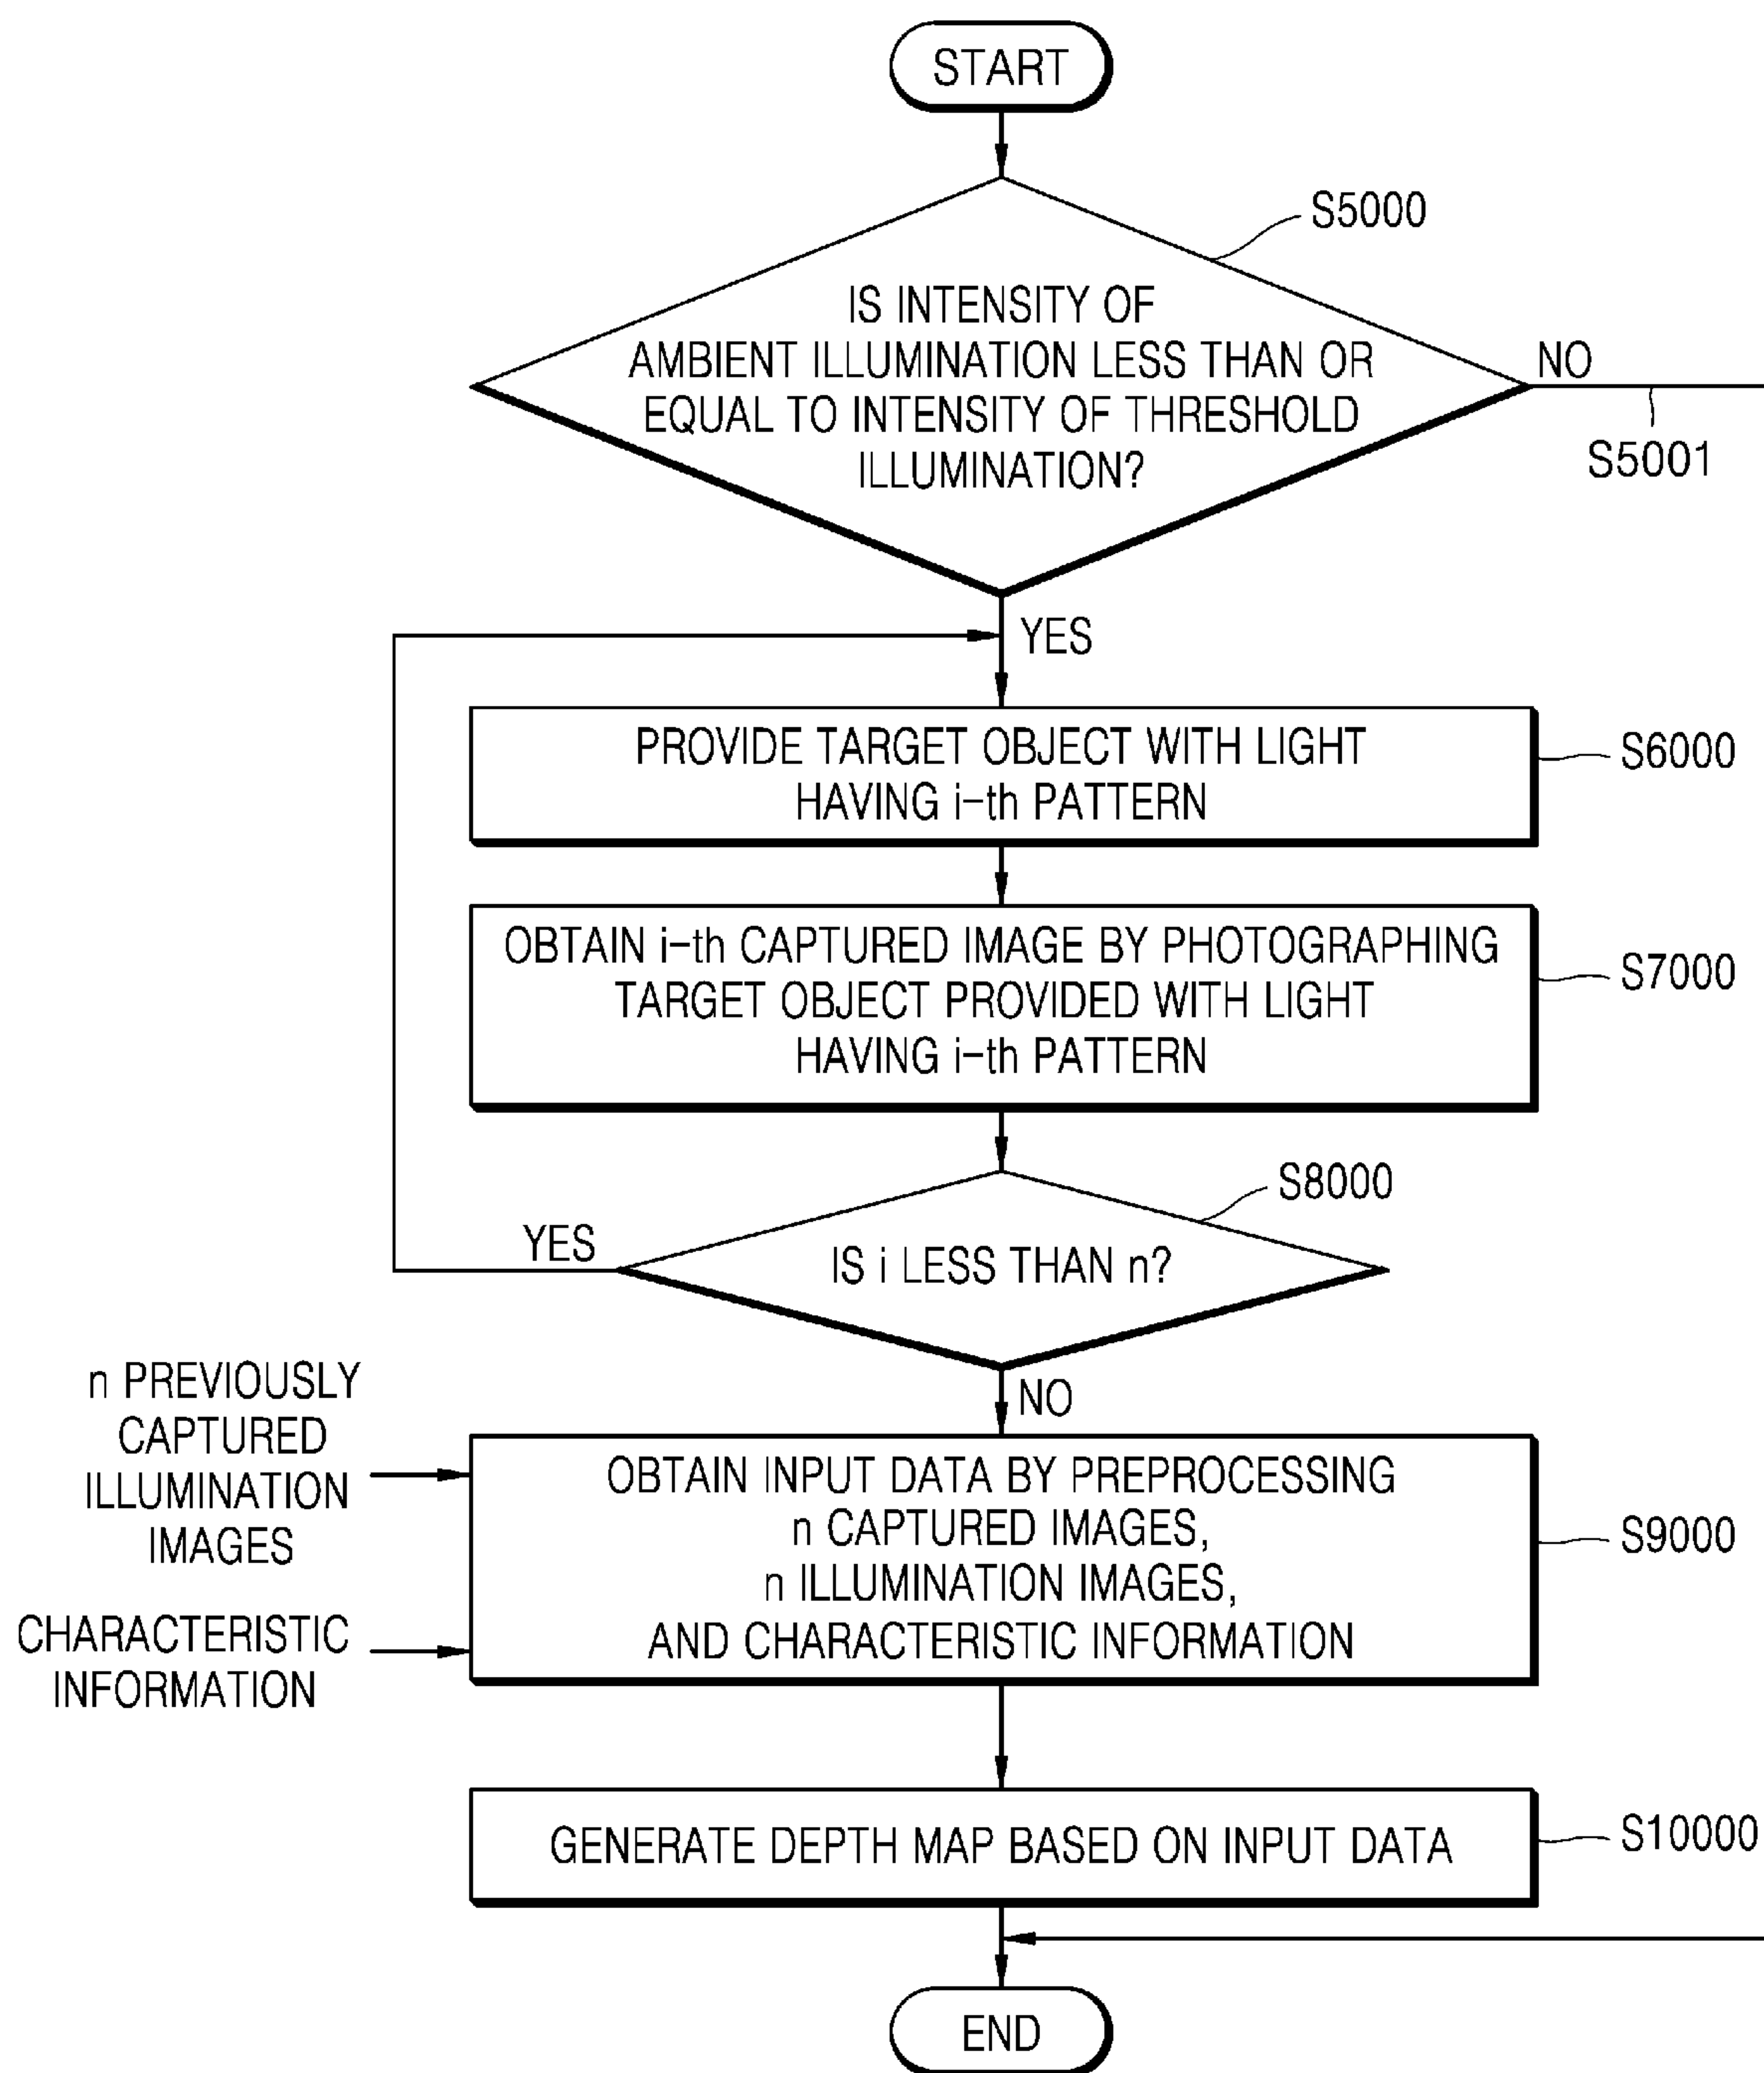 START
S5000
IS INTENSITY OF
AMBIENT ILLUMINATION LESS THAN OR
EQUAL TO INTENSITY OF THRESHOLD
ILLUMINATION?
NO
S5001
YES
PROVIDE TARGET OBJECT WITH LIGHT
HAVING i-th PATTERN
S6000
OBTAIN i-th CAPTURED IMAGE BY PHOTOGRAPHING
TARGET OBJECT PROVIDED WITH LIGHT
HAVING i-th PATTERN
S7000
S8000
YES
IS i LESS THAN n?
NO
n PREVIOUSLY
CAPTURED
ILLUMINATION
IMAGES
CHARACTERISTIC
INFORMATION
OBTAIN INPUT DATA BY PREPROCESSING
n CAPTURED IMAGES,
n ILLUMINATION IMAGES,
AND CHARACTERISTIC INFORMATION
S9000
GENERATE DEPTH MAP BASED ON INPUT DATA
S10000
END